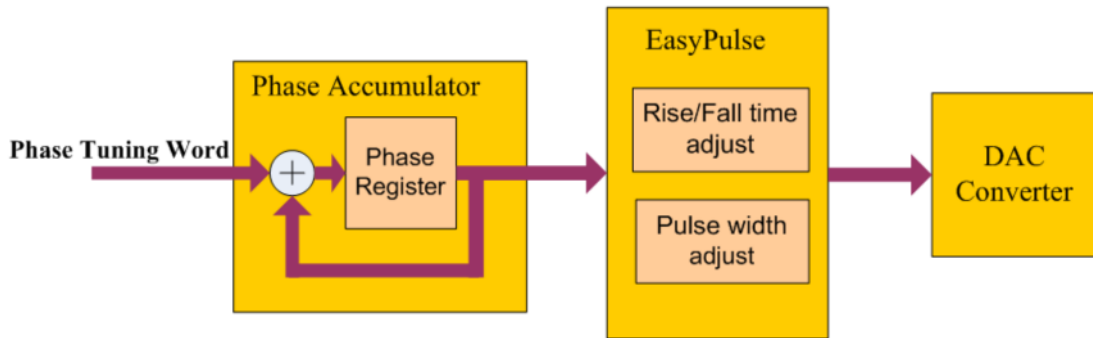 Phase Tuning Word
Phase Accumulator
+
Phase
Register
EasyPulse
Rise/Fall time
adjust
Pulse width
adjust
DAC
Converter